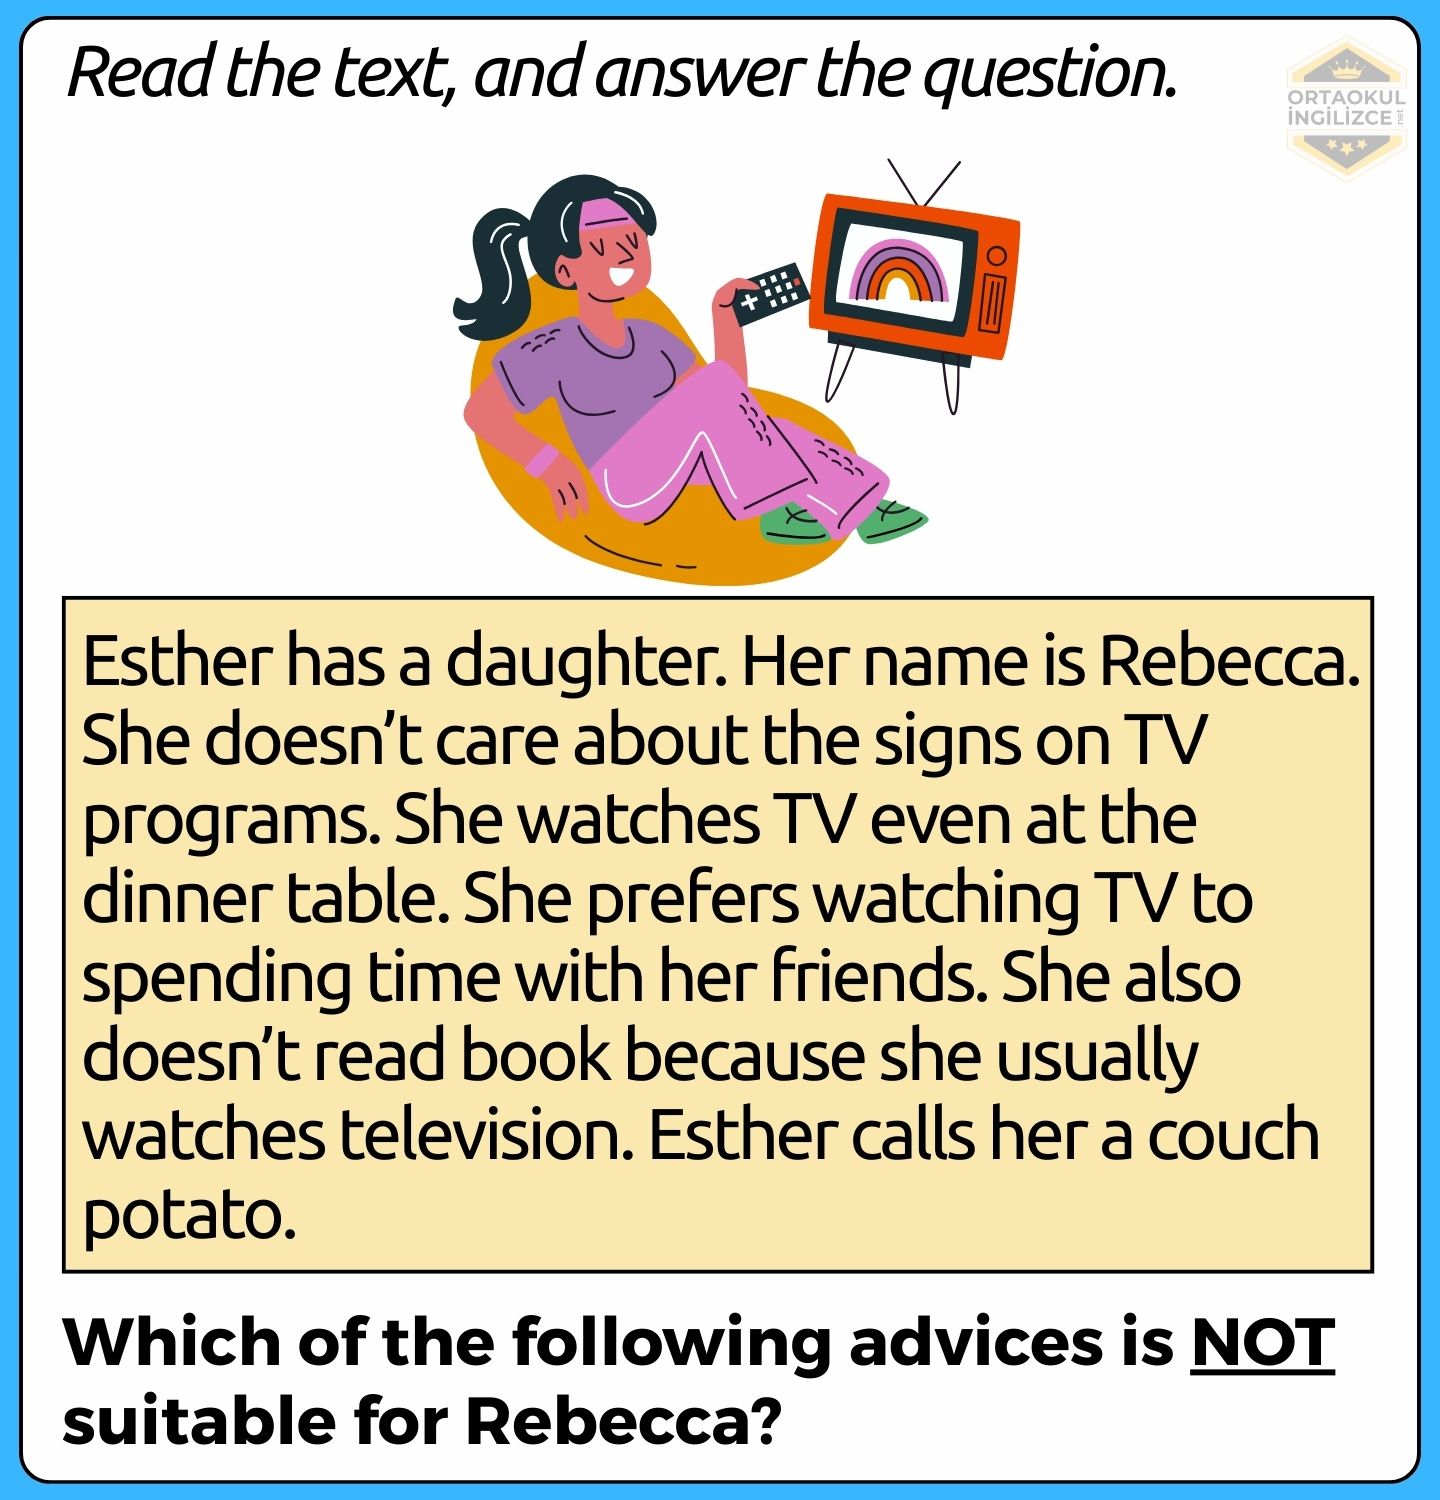 Read the text, and answer the question.
ORTAOKUL
İNGİLİZCE
.net
Esther has a daughter. Her name is Rebecca.
She doesn't care about the signs on TV
programs. She watches TV even at the
dinner table. She prefers watching TV to
spending time with her friends. She also
doesn't read book because she usually
watches television. Esther calls her a couch
potato.
Which of the following advices is NOT
suitable for Rebecca?